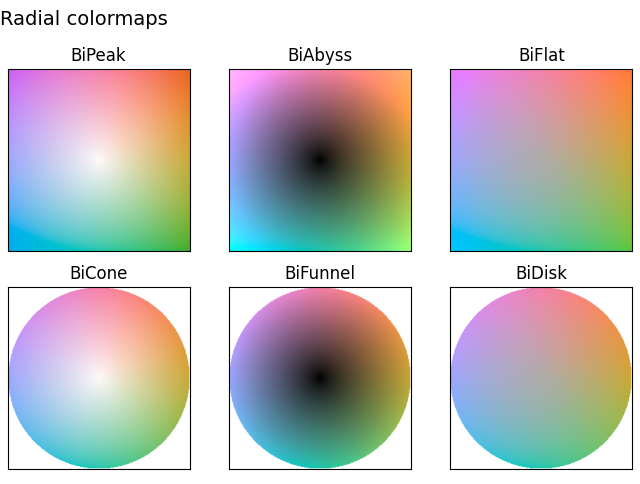 Radial colormaps
BiPeak
BiAbyss
BiFlat
BiCone
BiFunnel
BiDisk